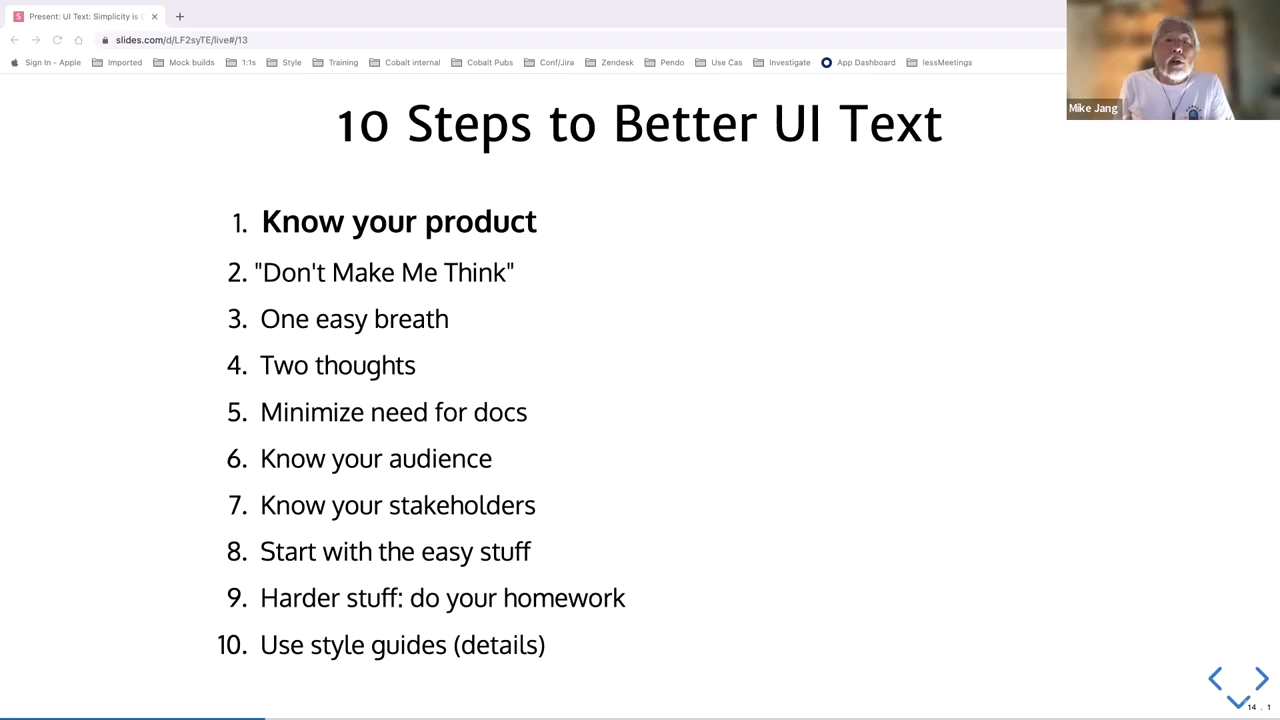 S Present: UI Text: Simplicity is
slides.com/d/LF2syTE/live#/13
Sign In - Apple Imported Mock builds 1:1s Style Training Cobalt internal Cobalt Pubs Conf/Jira Zendesk Pendo Use Cas Investigate App Dashboard lessMeetings
Mike Jang
10 Steps to Better UI Text
1. Know your product
2. "Don't Make Me Think"
3. One easy breath
4. Two thoughts
5. Minimize need for docs
6. Know your audience
7. Know your stakeholders
8. Start with the easy stuff
9. Harder stuff: do your homework
10. Use style guides (details)
14 . 1